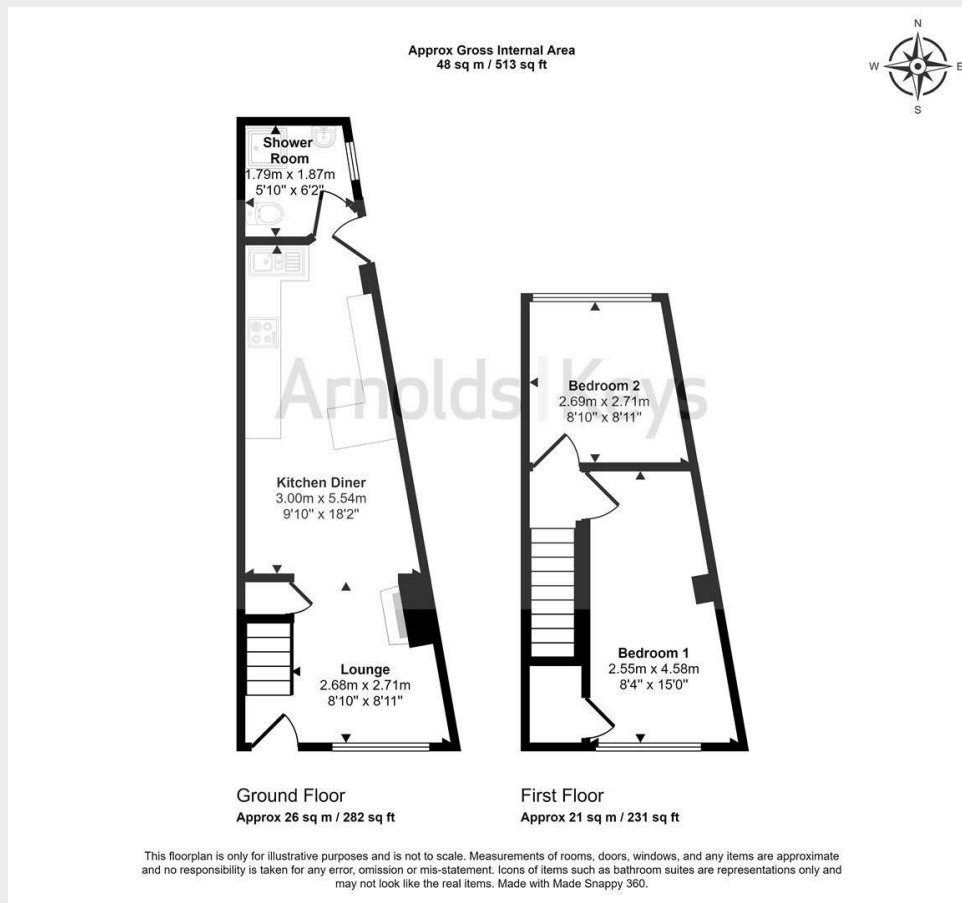 Approx Gross Internal Area
48 sq m / 513 sq ft
N
W
E
S
Shower
Room
1.79m x 1.87m
5'10" x 6'2"
Kitchen Diner
3.00m x 5.54m
9'10" x 18'2"
Lounge
2.68m x 2.71m
8'10" x 8'11"
Arnolds | Keys
Bedroom 2
2.69m x 2.71m
8'10" x 8'11"
Bedroom 1
2.55m x 4.58m
8'4" x 15'0"
Ground Floor
Approx 26 sq m / 282 sq ft
First Floor
Approx 21 sq m / 231 sq ft
This floorplan is only for illustrative purposes and is not to scale. Measurements of rooms, doors, windows, and any items are approximate
and no responsibility is taken for any error, omission or mis-statement. Icons of items such as bathroom suites are representations only and
may not look like the real items. Made with Made Snappy 360.